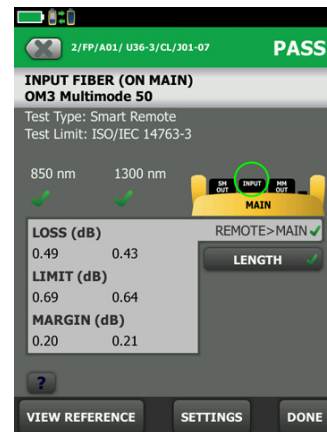 2/FP/A01/ U36-3/CL/J01-07
PASS
INPUT FIBER (ON MAIN)
OM3 Multimode 50
Test Type: Smart Remote
Test Limit: ISO/IEC 14763-3
850 nm 1300 nm
SM OUT INPUT MM OUT
MAIN
LOSS (dB)
0.49 0.43
LIMIT (dB)
0.69 0.64
MARGIN (dB)
0.20 0.21
REMOTE>MAIN
LENGTH
?
VIEW REFERENCE SETTINGS DONE